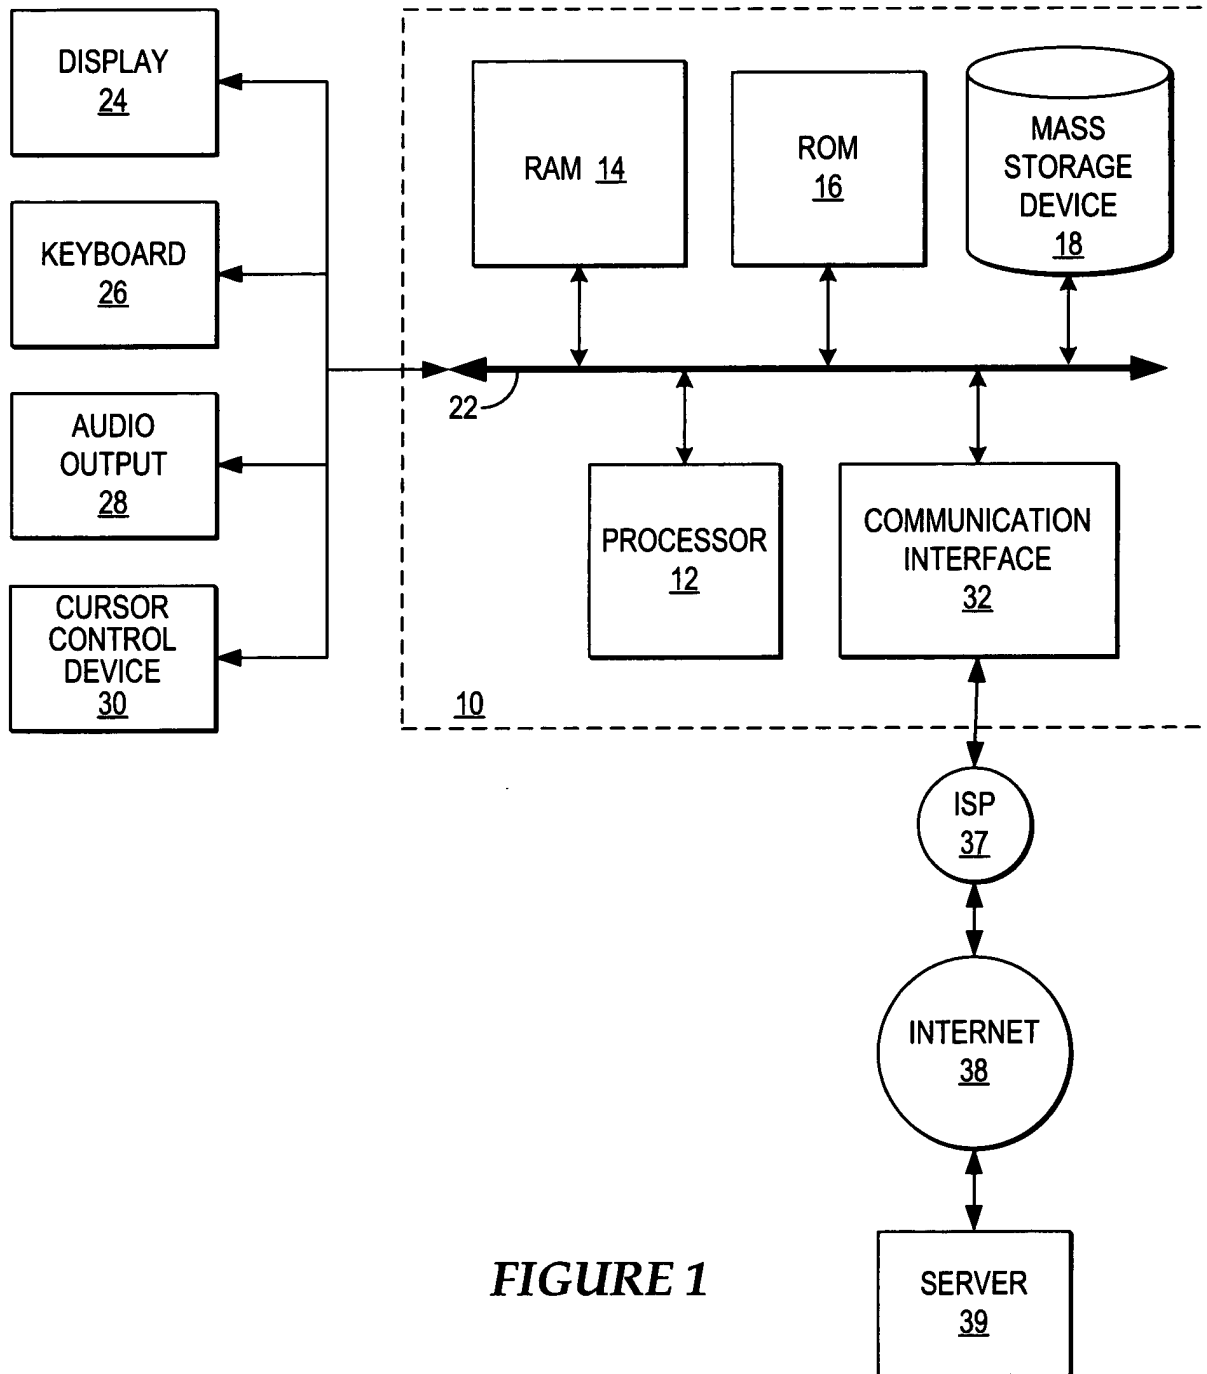 DISPLAY
24
KEYBOARD
26
AUDIO
OUTPUT
28
CURSOR
CONTROL
DEVICE
30
RAM 14
ROM
16
MASS
STORAGE
DEVICE
18
22
PROCESSOR
12
COMMUNICATION
INTERFACE
32
10
ISP
37
INTERNET
38
SERVER
39
FIGURE 1